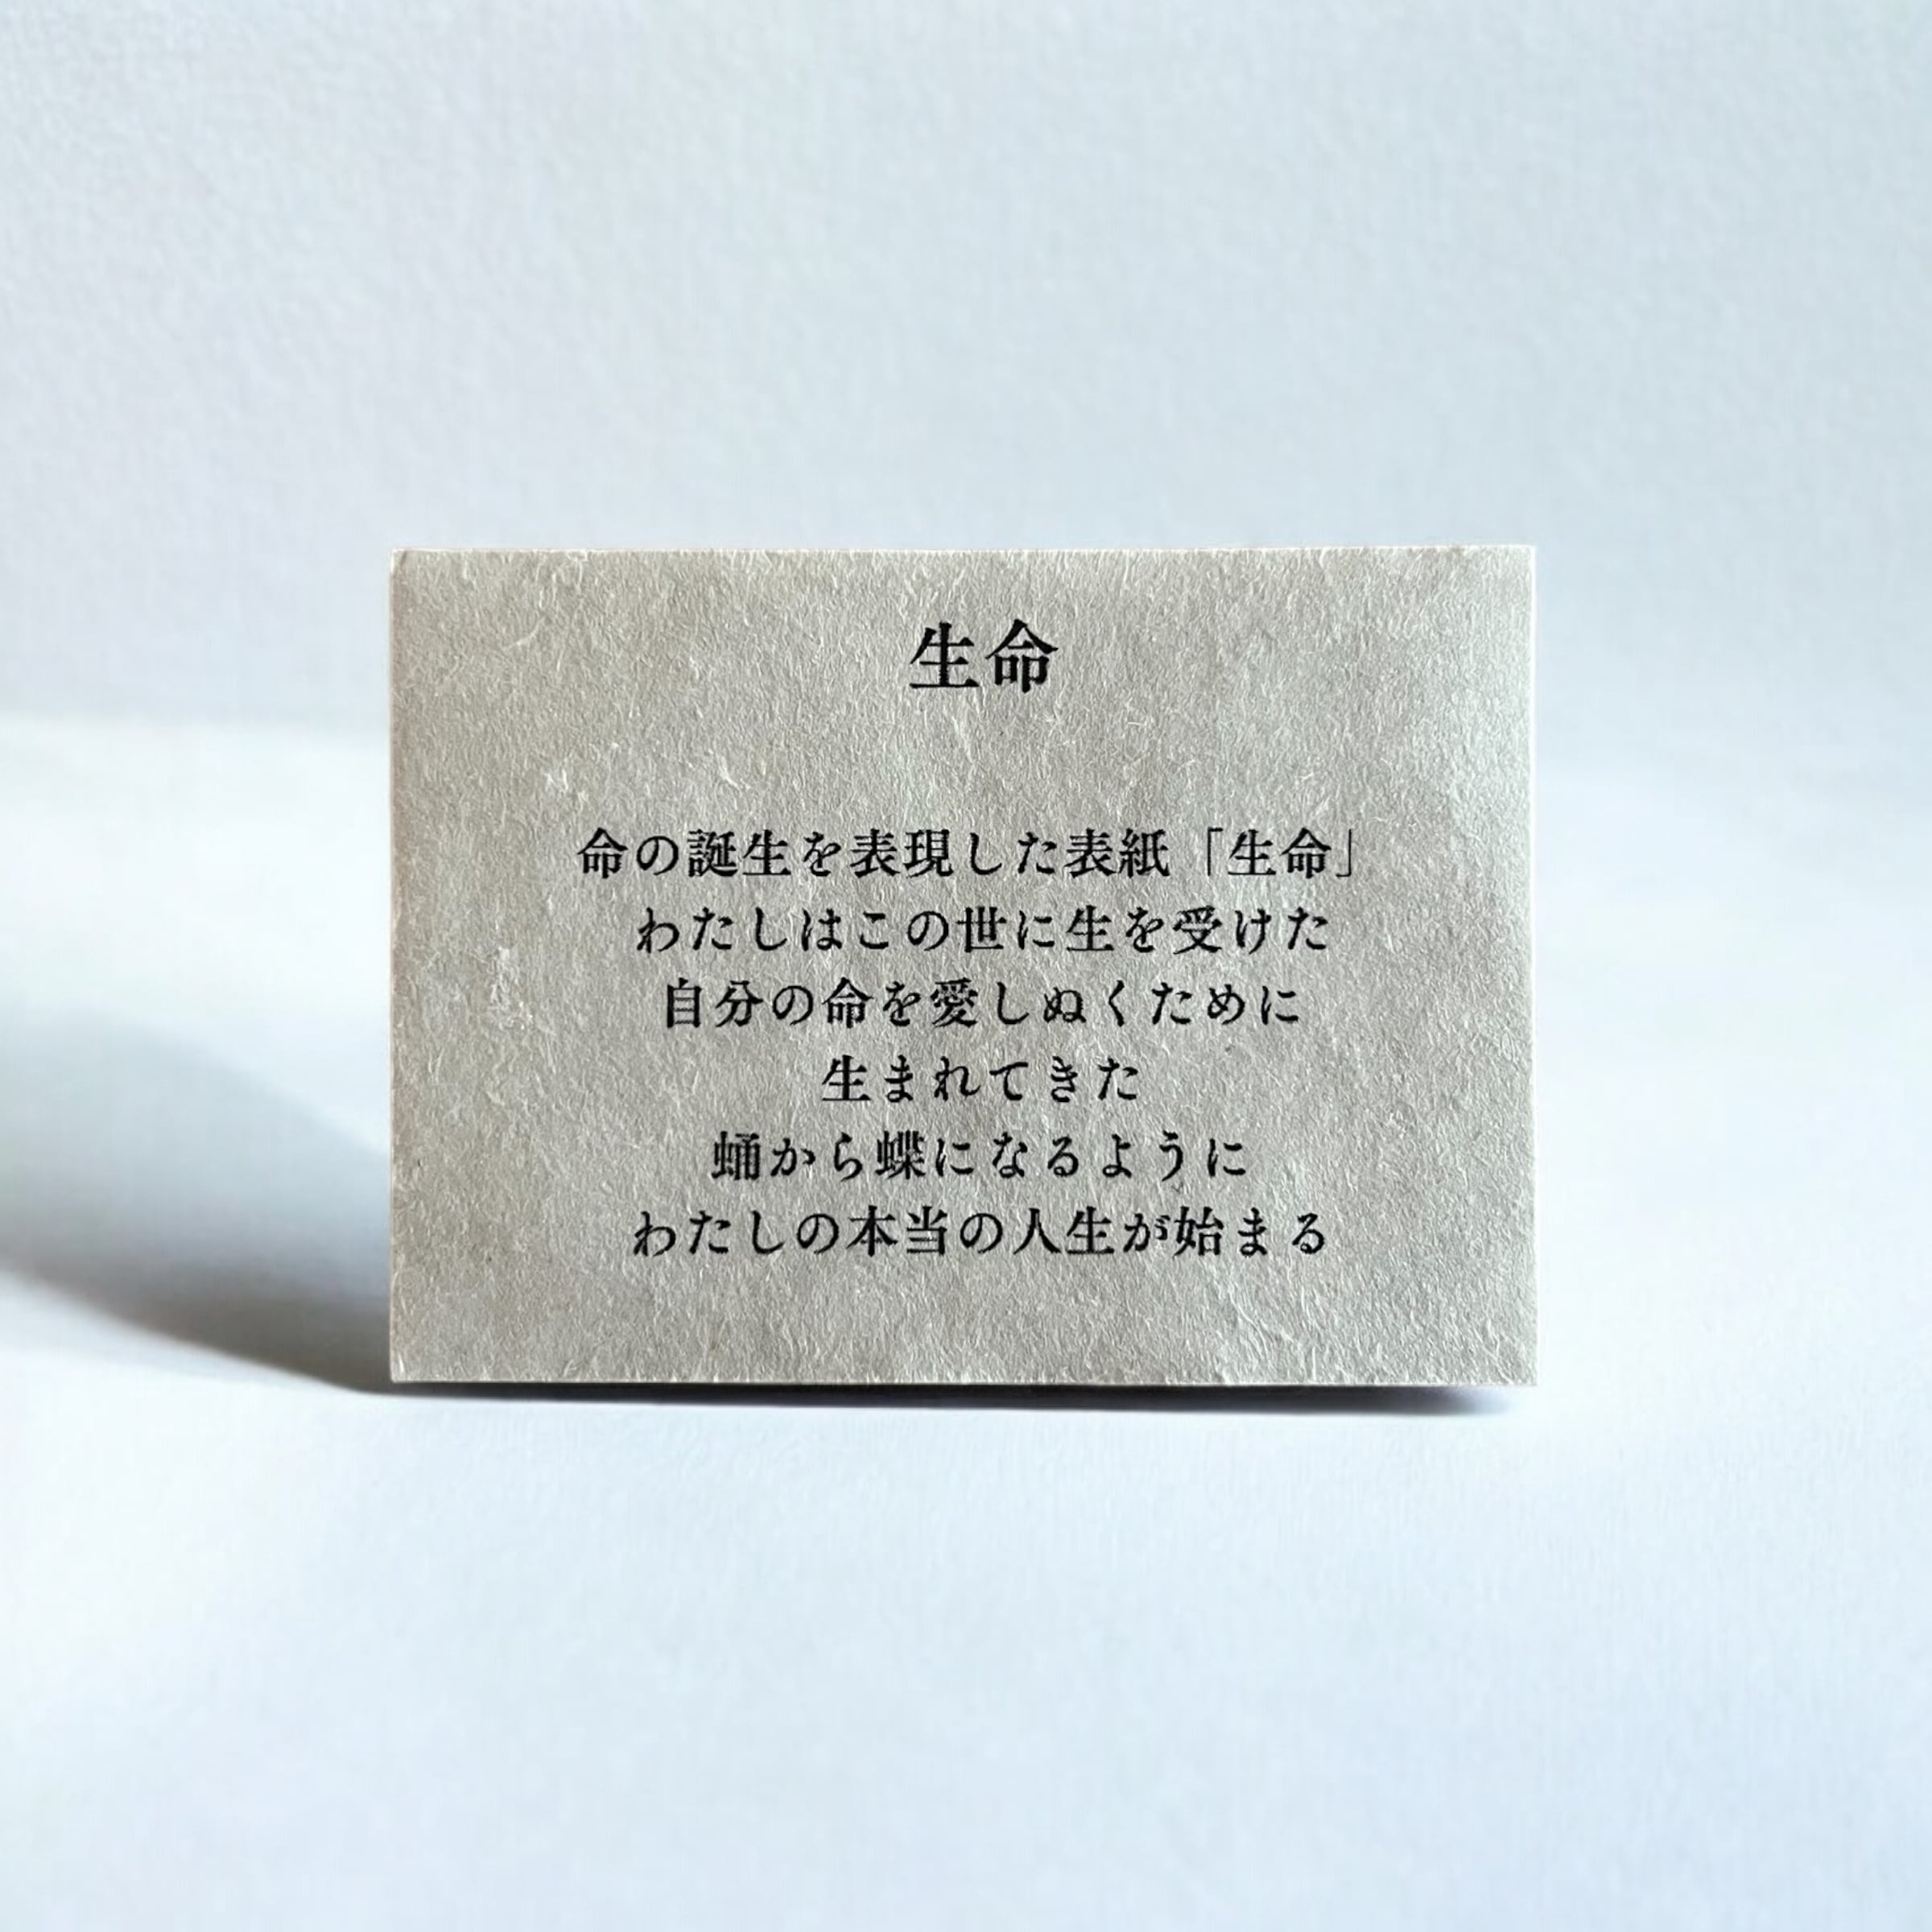 生命
命の誕生を表現した表紙「生命」
わたしはこの世に生を受けた
自分の命を愛しぬくために
生まれてきた
蛹から蝶になるように
わたしの本当の人生が始まる